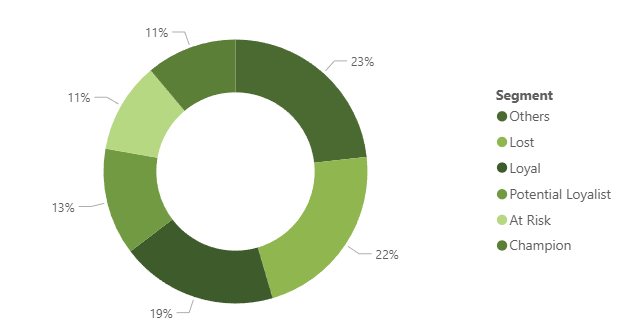 11%
23%
11%
13%
22%
19%
Segment
Others
Lost
Loyal
Potential Loyalist
At Risk
Champion